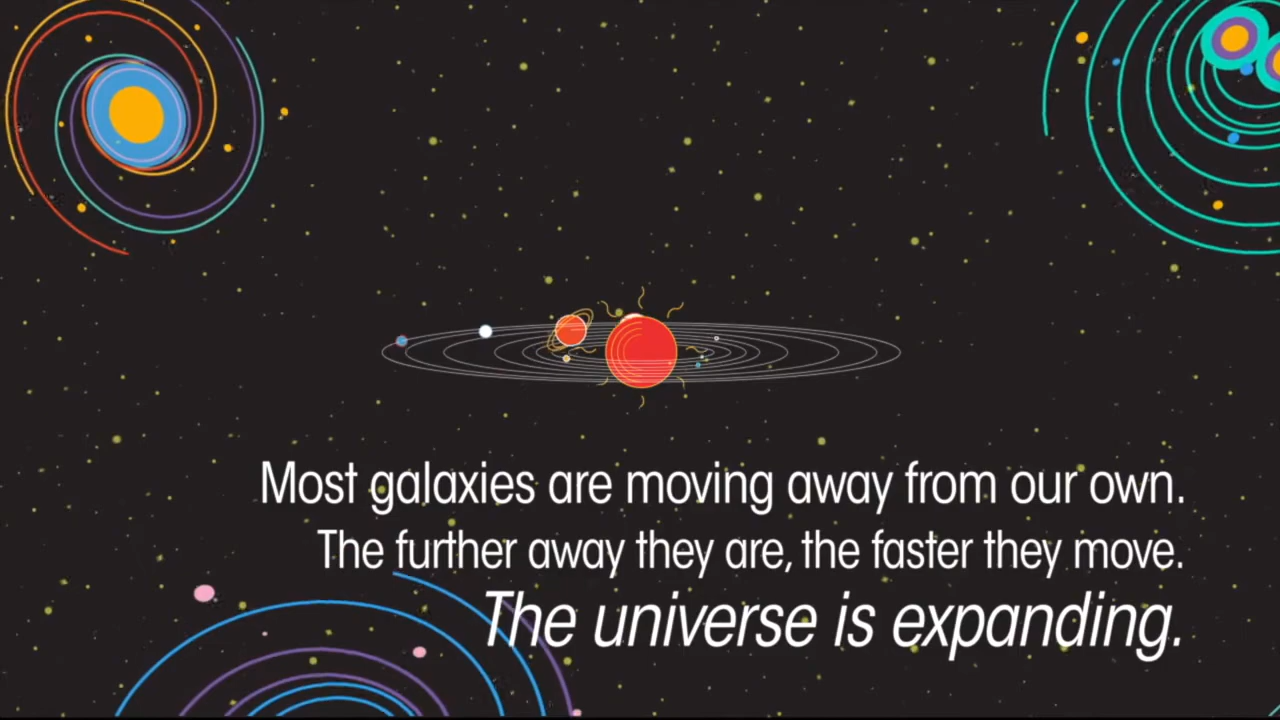 Most galaxies are moving away from our own.
The further away they are, the faster they move.
The universe is expanding.